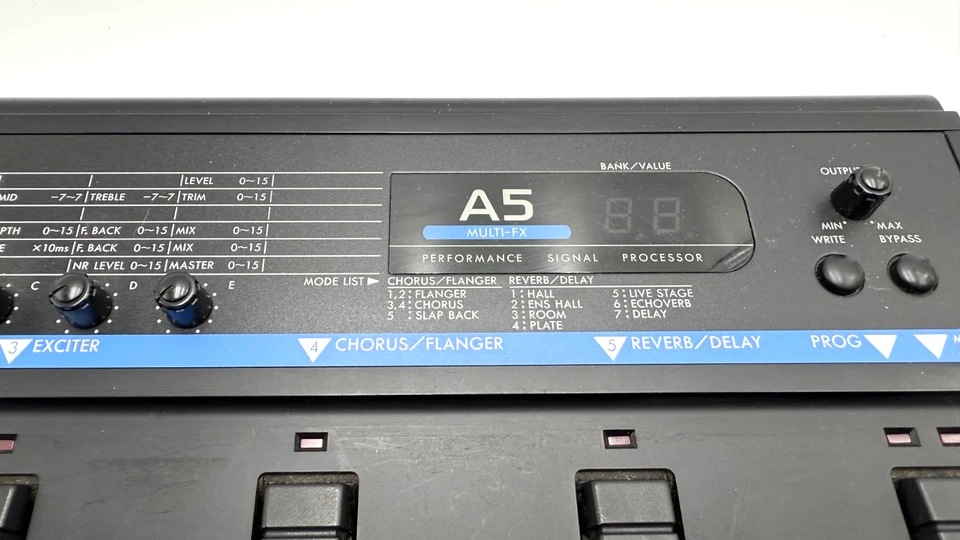 BANK/VALUE
LEVEL 0~15
MID -7~7 TREBLE -7~7 TRIM 0~15
PTH 0~15 F. BACK 0~15 MIX 0~15
E ×10ms F. BACK 0~15 MIX 0~15
NR LEVEL 0~15 MASTER 0~15
C D E
A5
MULTI-FX
PERFORMANCE SIGNAL PROCESSOR
OUTPUT
MIN MAX
WRITE BYPASS
MODE LIST ► CHORUS/FLANGER REVERB/DELAY
1,2: FLANGER 1: HALL 5: LIVE STAGE
3,4: CHORUS 2: ENS HALL 6: ECHOVERB
5 : SLAP BACK 3: ROOM 7: DELAY
4: PLATE
3 EXCITER 4 CHORUS/FLANGER 5 REVERB/DELAY PROG